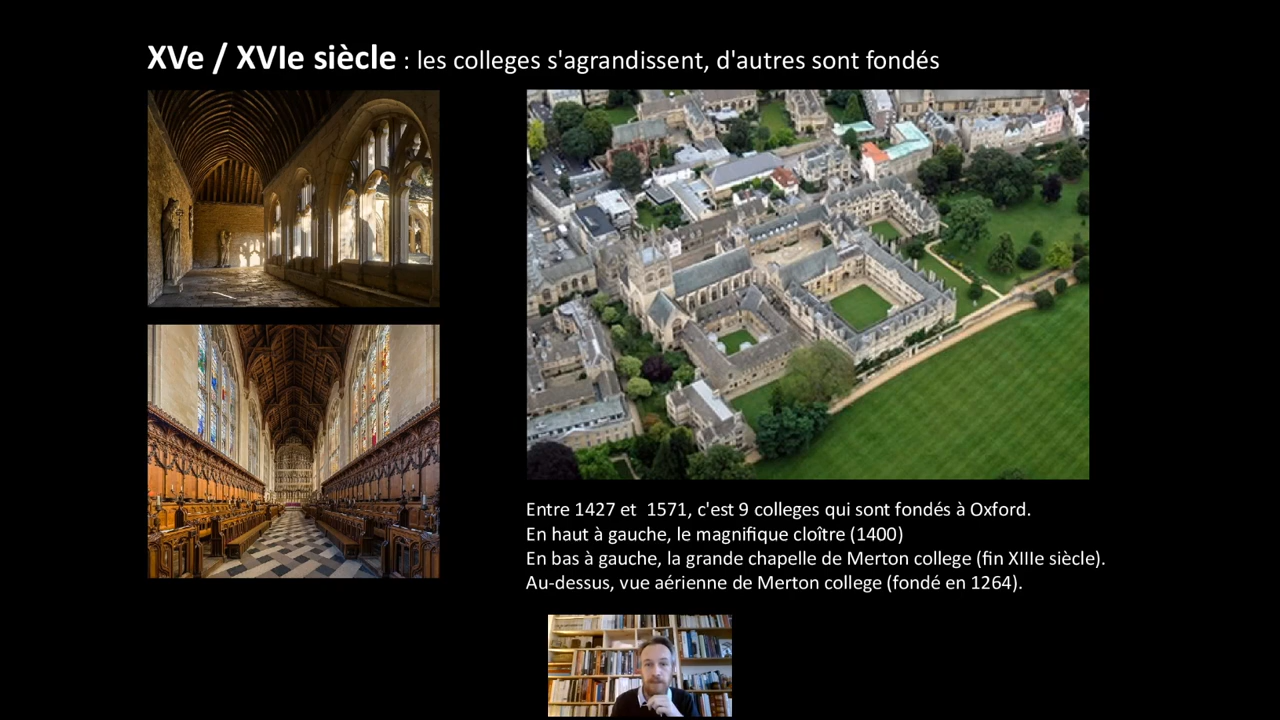 XVe / XVIe siècle : les colleges s'agrandissent, d'autres sont fondés
Entre 1427 et 1571, c'est 9 colleges qui sont fondés à Oxford.
En haut à gauche, le magnifique cloître (1400)
En bas à gauche, la grande chapelle de Merton college (fin XIIIe siècle).
Au-dessus, vue aérienne de Merton college (fondé en 1264).